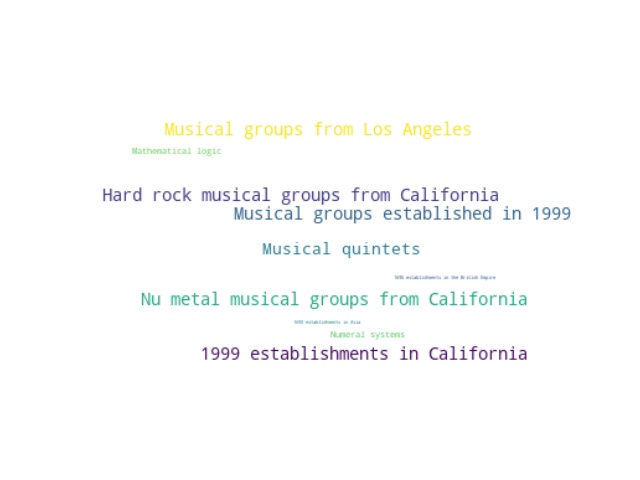 Musical groups from Los Angeles
Mathematical logic
Hard rock musical groups from California
Musical groups established in 1999
Musical quintets
establishments in the British Empire
Nu metal musical groups from California
establishments in Asia
Numeral systems
1999 establishments in California